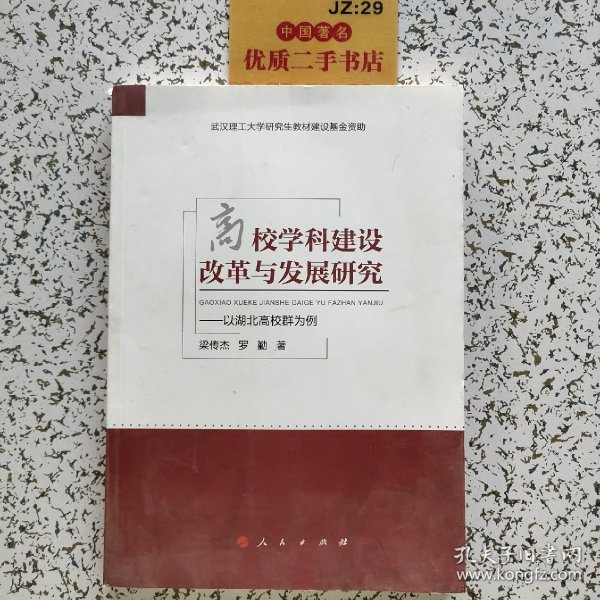 JZ:29
中国著名
优质二手书店
武汉理工大学研究生教材建设基金资助
高校学科建设
改革与发展研究
GAOXIAO XUEKE JIANSHE GAIGE YU FAZHAN YANJIU
——以湖北高校群为例
梁传杰 罗 勤 著
人民出版社
孔夫子旧书网
www.kongfz.com